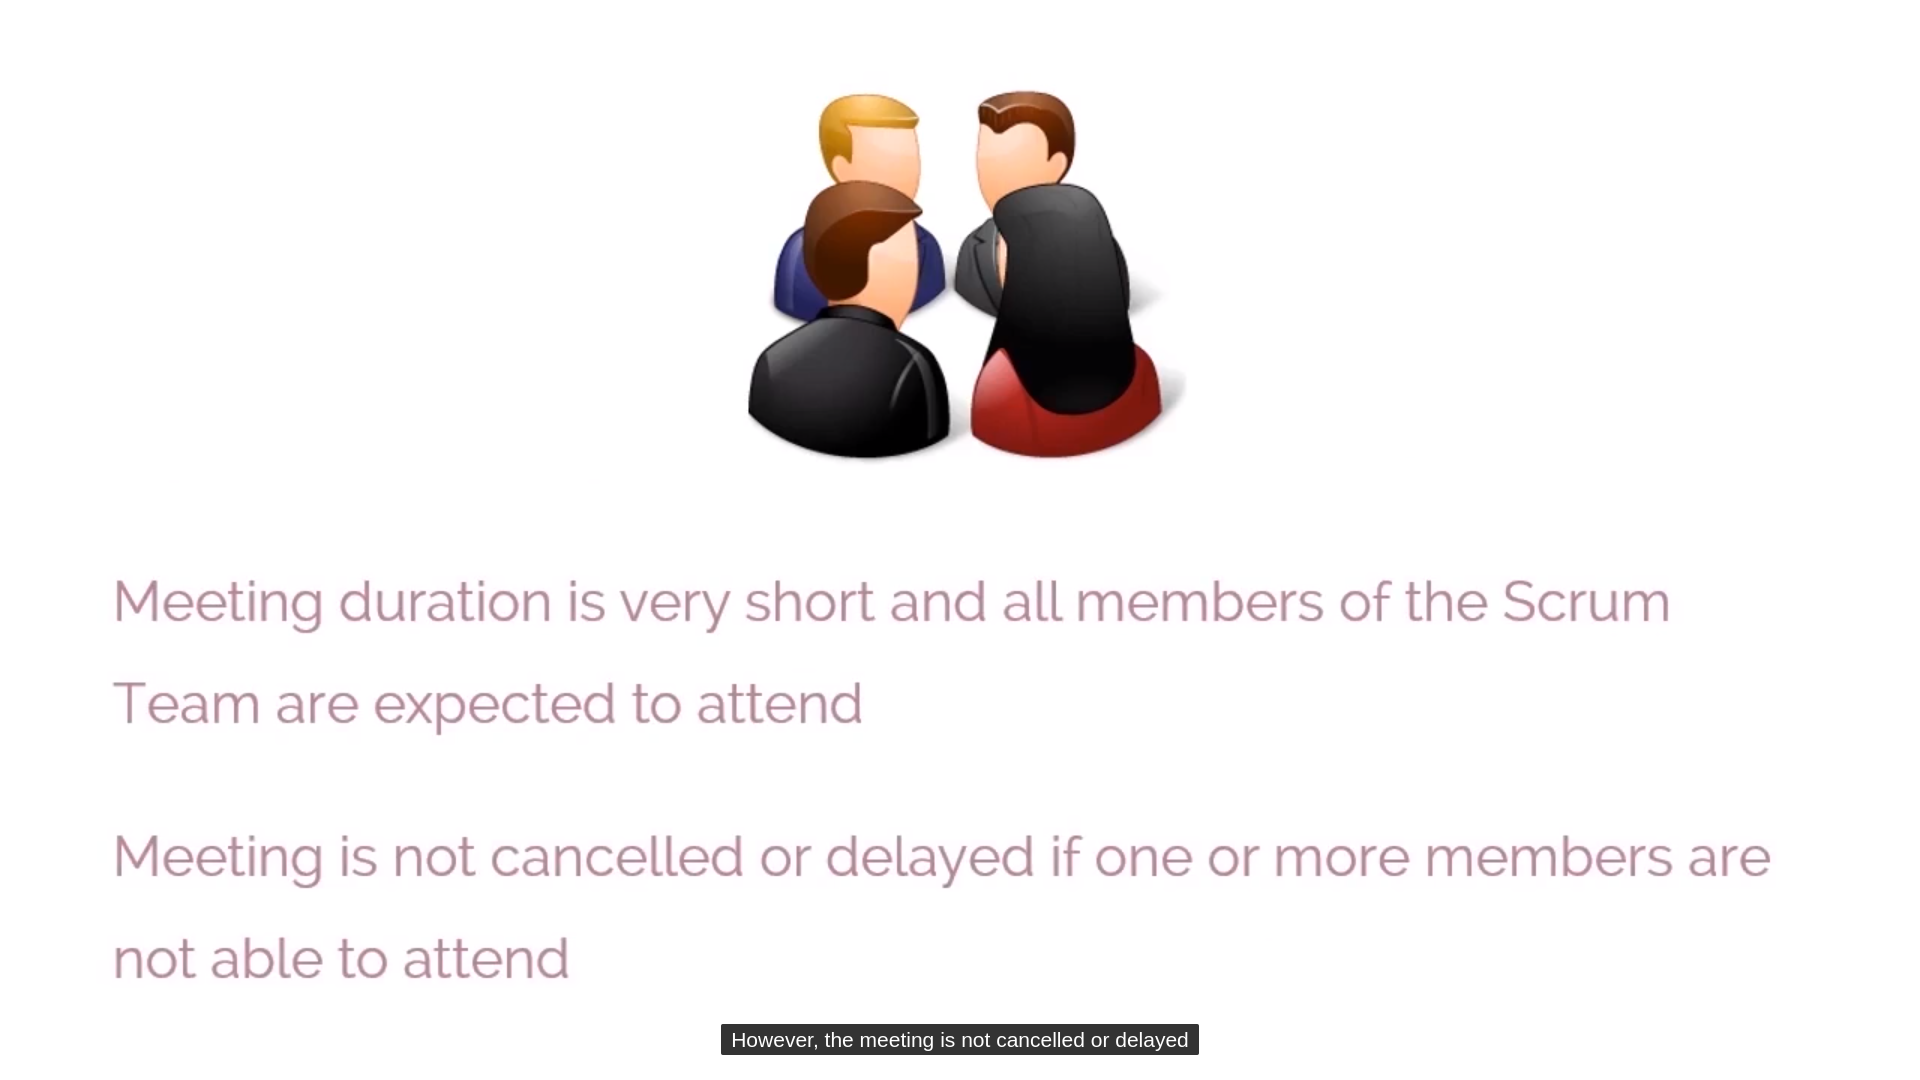 Meeting duration is very short and all members of the Scrum
Team are expected to attend
Meeting is not cancelled or delayed if one or more members are
not able to attend
However, the meeting is not cancelled or delayed